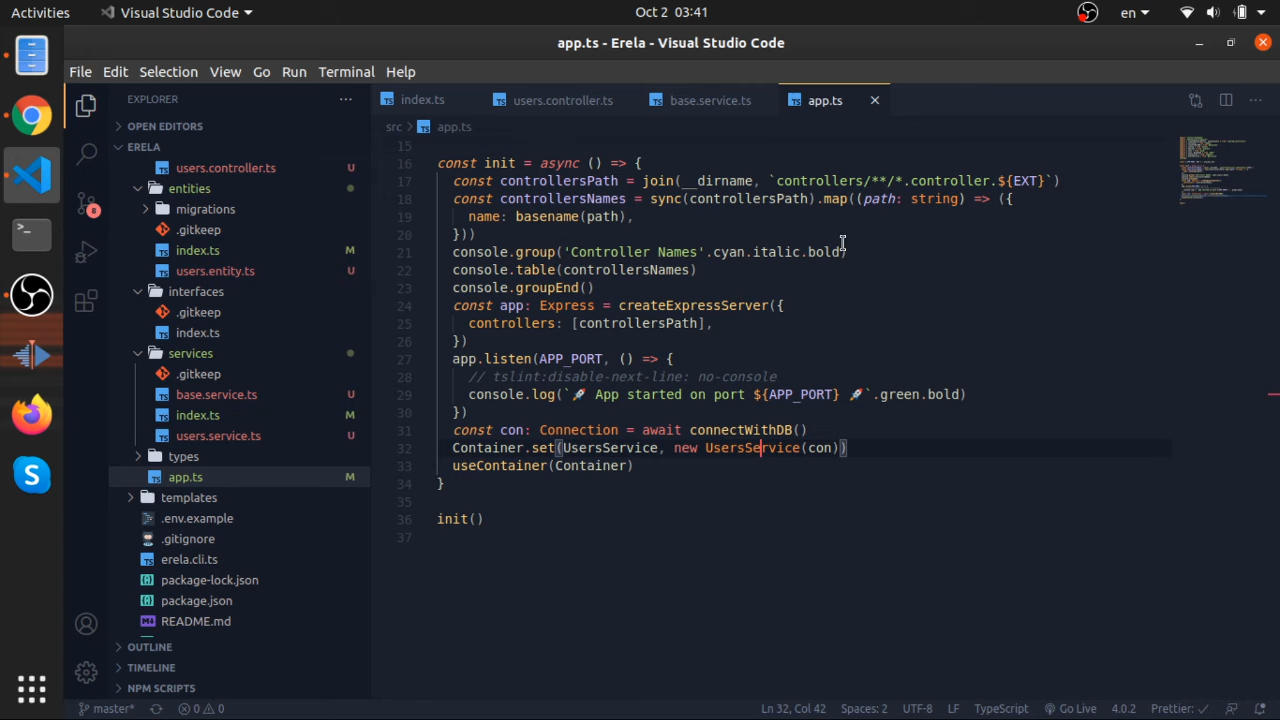 Activities
Visual Studio Code
Oct 2 03:41
en
app.ts - Erela - Visual Studio Code
File Edit Selection View Go Run Terminal Help
EXPLORER
OPEN EDITORS
ERELA
users.controller.ts U
entities
migrations
.gitkeep
index.ts M
users.entity.ts U
interfaces
.gitkeep
index.ts
services
.gitkeep
base.service.ts U
index.ts M
users.service.ts U
types
app.ts M
templates
.env.example
.gitignore
erela.cli.ts
package-lock.json
package.json
README.md
OUTLINE
TIMELINE
NPM SCRIPTS
8
index.ts users.controller.ts base.service.ts app.ts
src > app.ts
15
16 const init = async () => {
17 const controllersPath = join(__dirname, `controllers/**/*.controller.${EXT}`)
18 const controllersNames = sync(controllersPath).map((path: string) => ({
19 name: basename(path),
20 }))
21 console.group('Controller Names'.cyan.italic.bold)
22 console.table(controllersNames)
23 console.groupEnd()
24 const app: Express = createExpressServer({
25 controllers: [controllersPath],
26 })
27 app.listen(APP_PORT, () => {
28 // tslint:disable-next-line: no-console
29 console.log(`🚀 App started on port ${APP_PORT} 🚀`.green.bold)
30 })
31 const con: Connection = await connectWithDB()
32 Container.set(UsersService, new UsersService(con))
33 useContainer(Container)
34 }
35
36 init()
37
master* 0 0 Ln 32, Col 42 Spaces: 2 UTF-8 LF TypeScript Go Live 4.0.2 Prettier: ✓